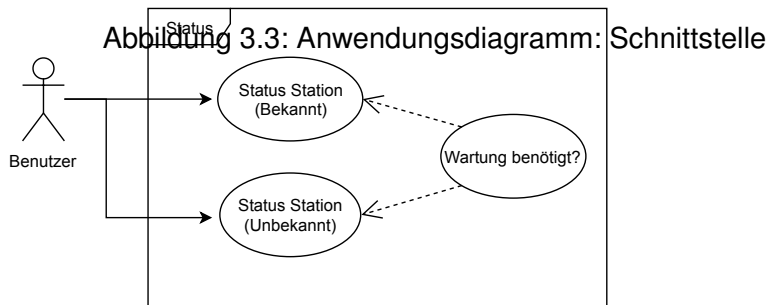 Status
Abbildung 3.3: Anwendungsdiagramm: Schnittstelle
Status Station
(Bekannt)
Benutzer
Wartung benötigt?
Status Station
(Unbekannt)